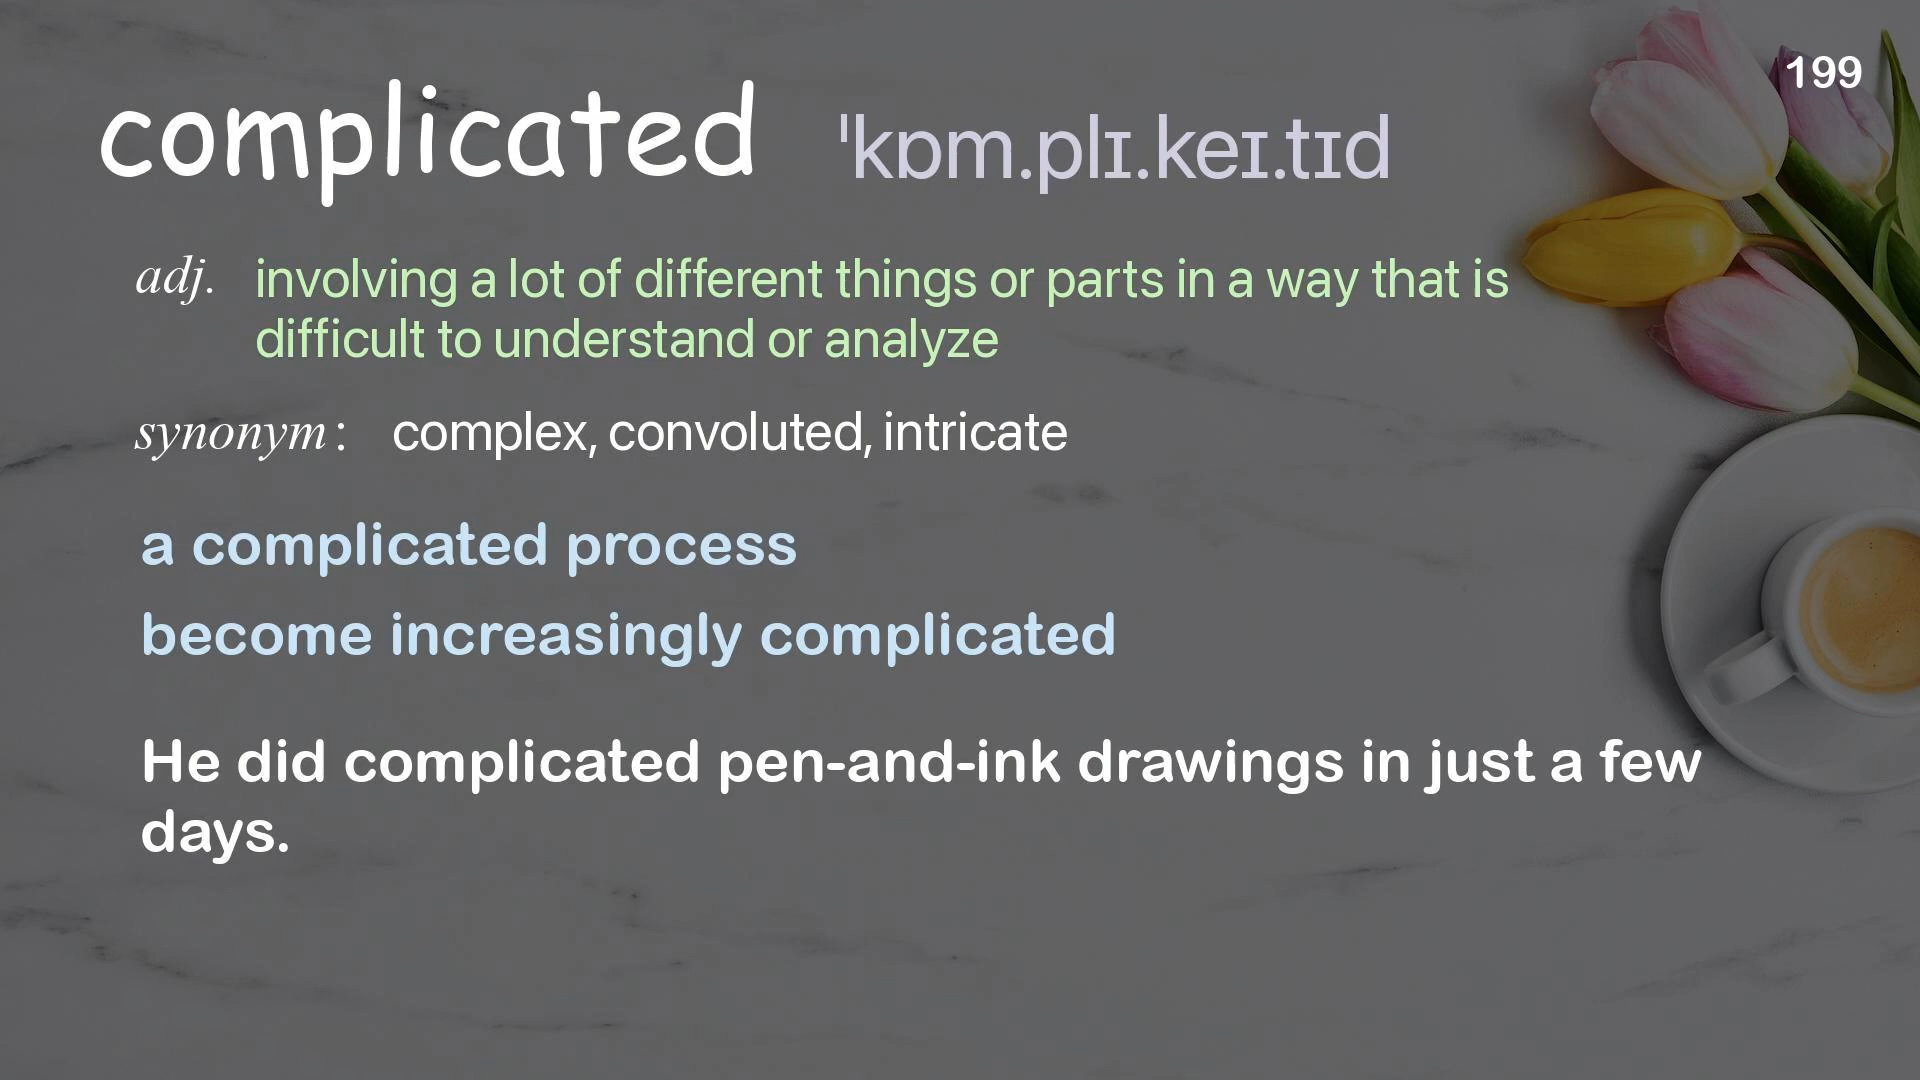 199
complicated ˈkɒm.plɪ.keɪ.tɪd
adj. involving a lot of different things or parts in a way that is
difficult to understand or analyze
synonym: complex, convoluted, intricate
a complicated process
become increasingly complicated
He did complicated pen-and-ink drawings in just a few
days.